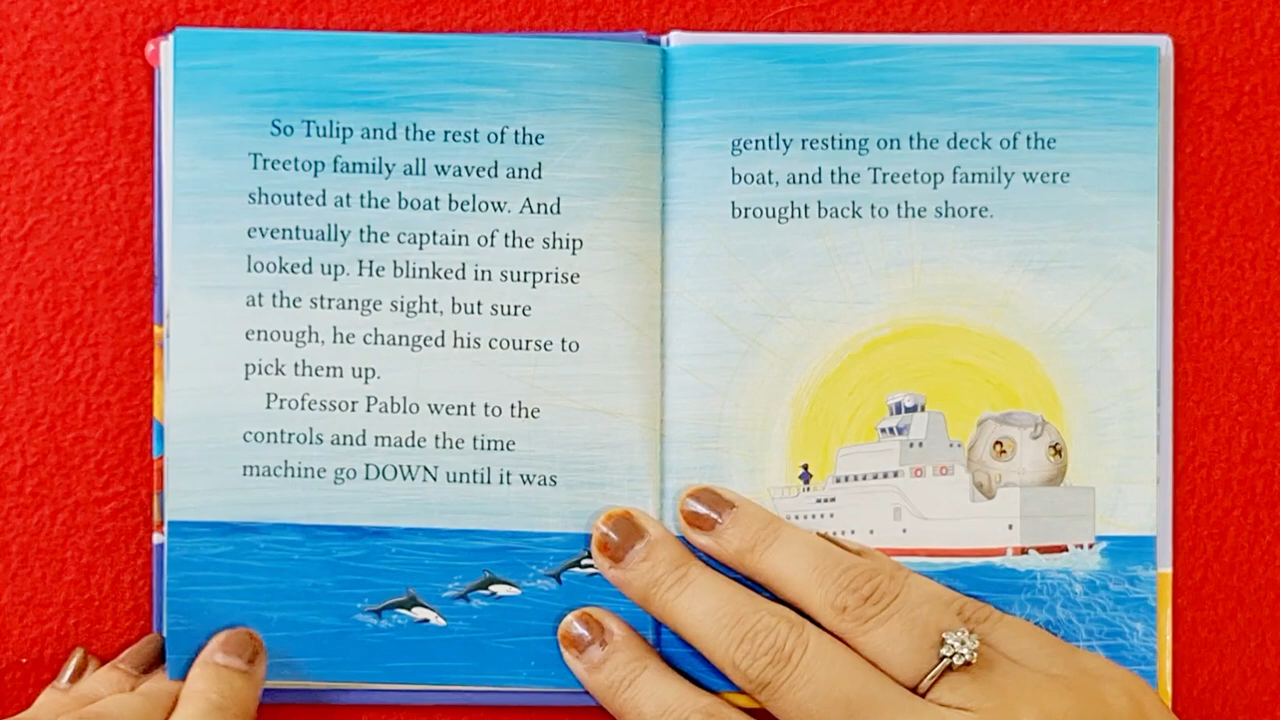 So Tulip and the rest of the
Treetop family all waved and
shouted at the boat below. And
eventually the captain of the ship
looked up. He blinked in surprise
at the strange sight, but sure
enough, he changed his course to
pick them up.
Professor Pablo went to the
controls and made the time
machine go DOWN until it was
gently resting on the deck of the
boat, and the Treetop family were
brought back to the shore.